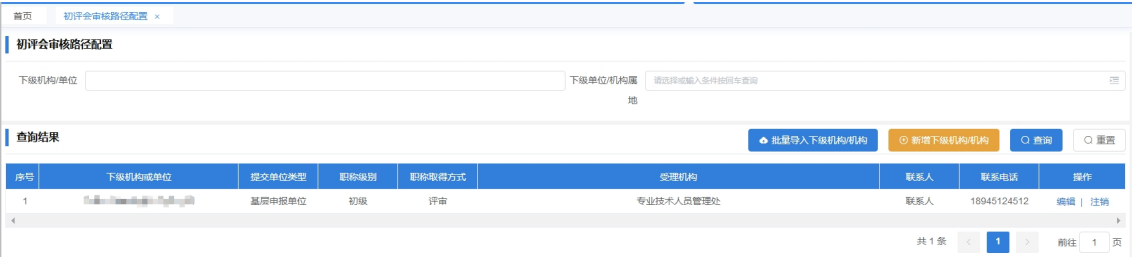 首页 初评会审核路径配置 ×
初评会审核路径配置
下级机构/单位 下级单位/机构属地 请选择或输入条件按回车查询
查询结果 批量导入下级机构/机构 新增下级机构/机构 查询 重置
序号 下级机构或单位 提交单位类型 职称级别 职称取得方式 受理机构 联系人 联系电话 操作
1 基层申报单位 初级 评审 专业技术人员管理处 联系人 18945124512 编辑 | 注销
共 1 条 < 1 > 前往 1 页